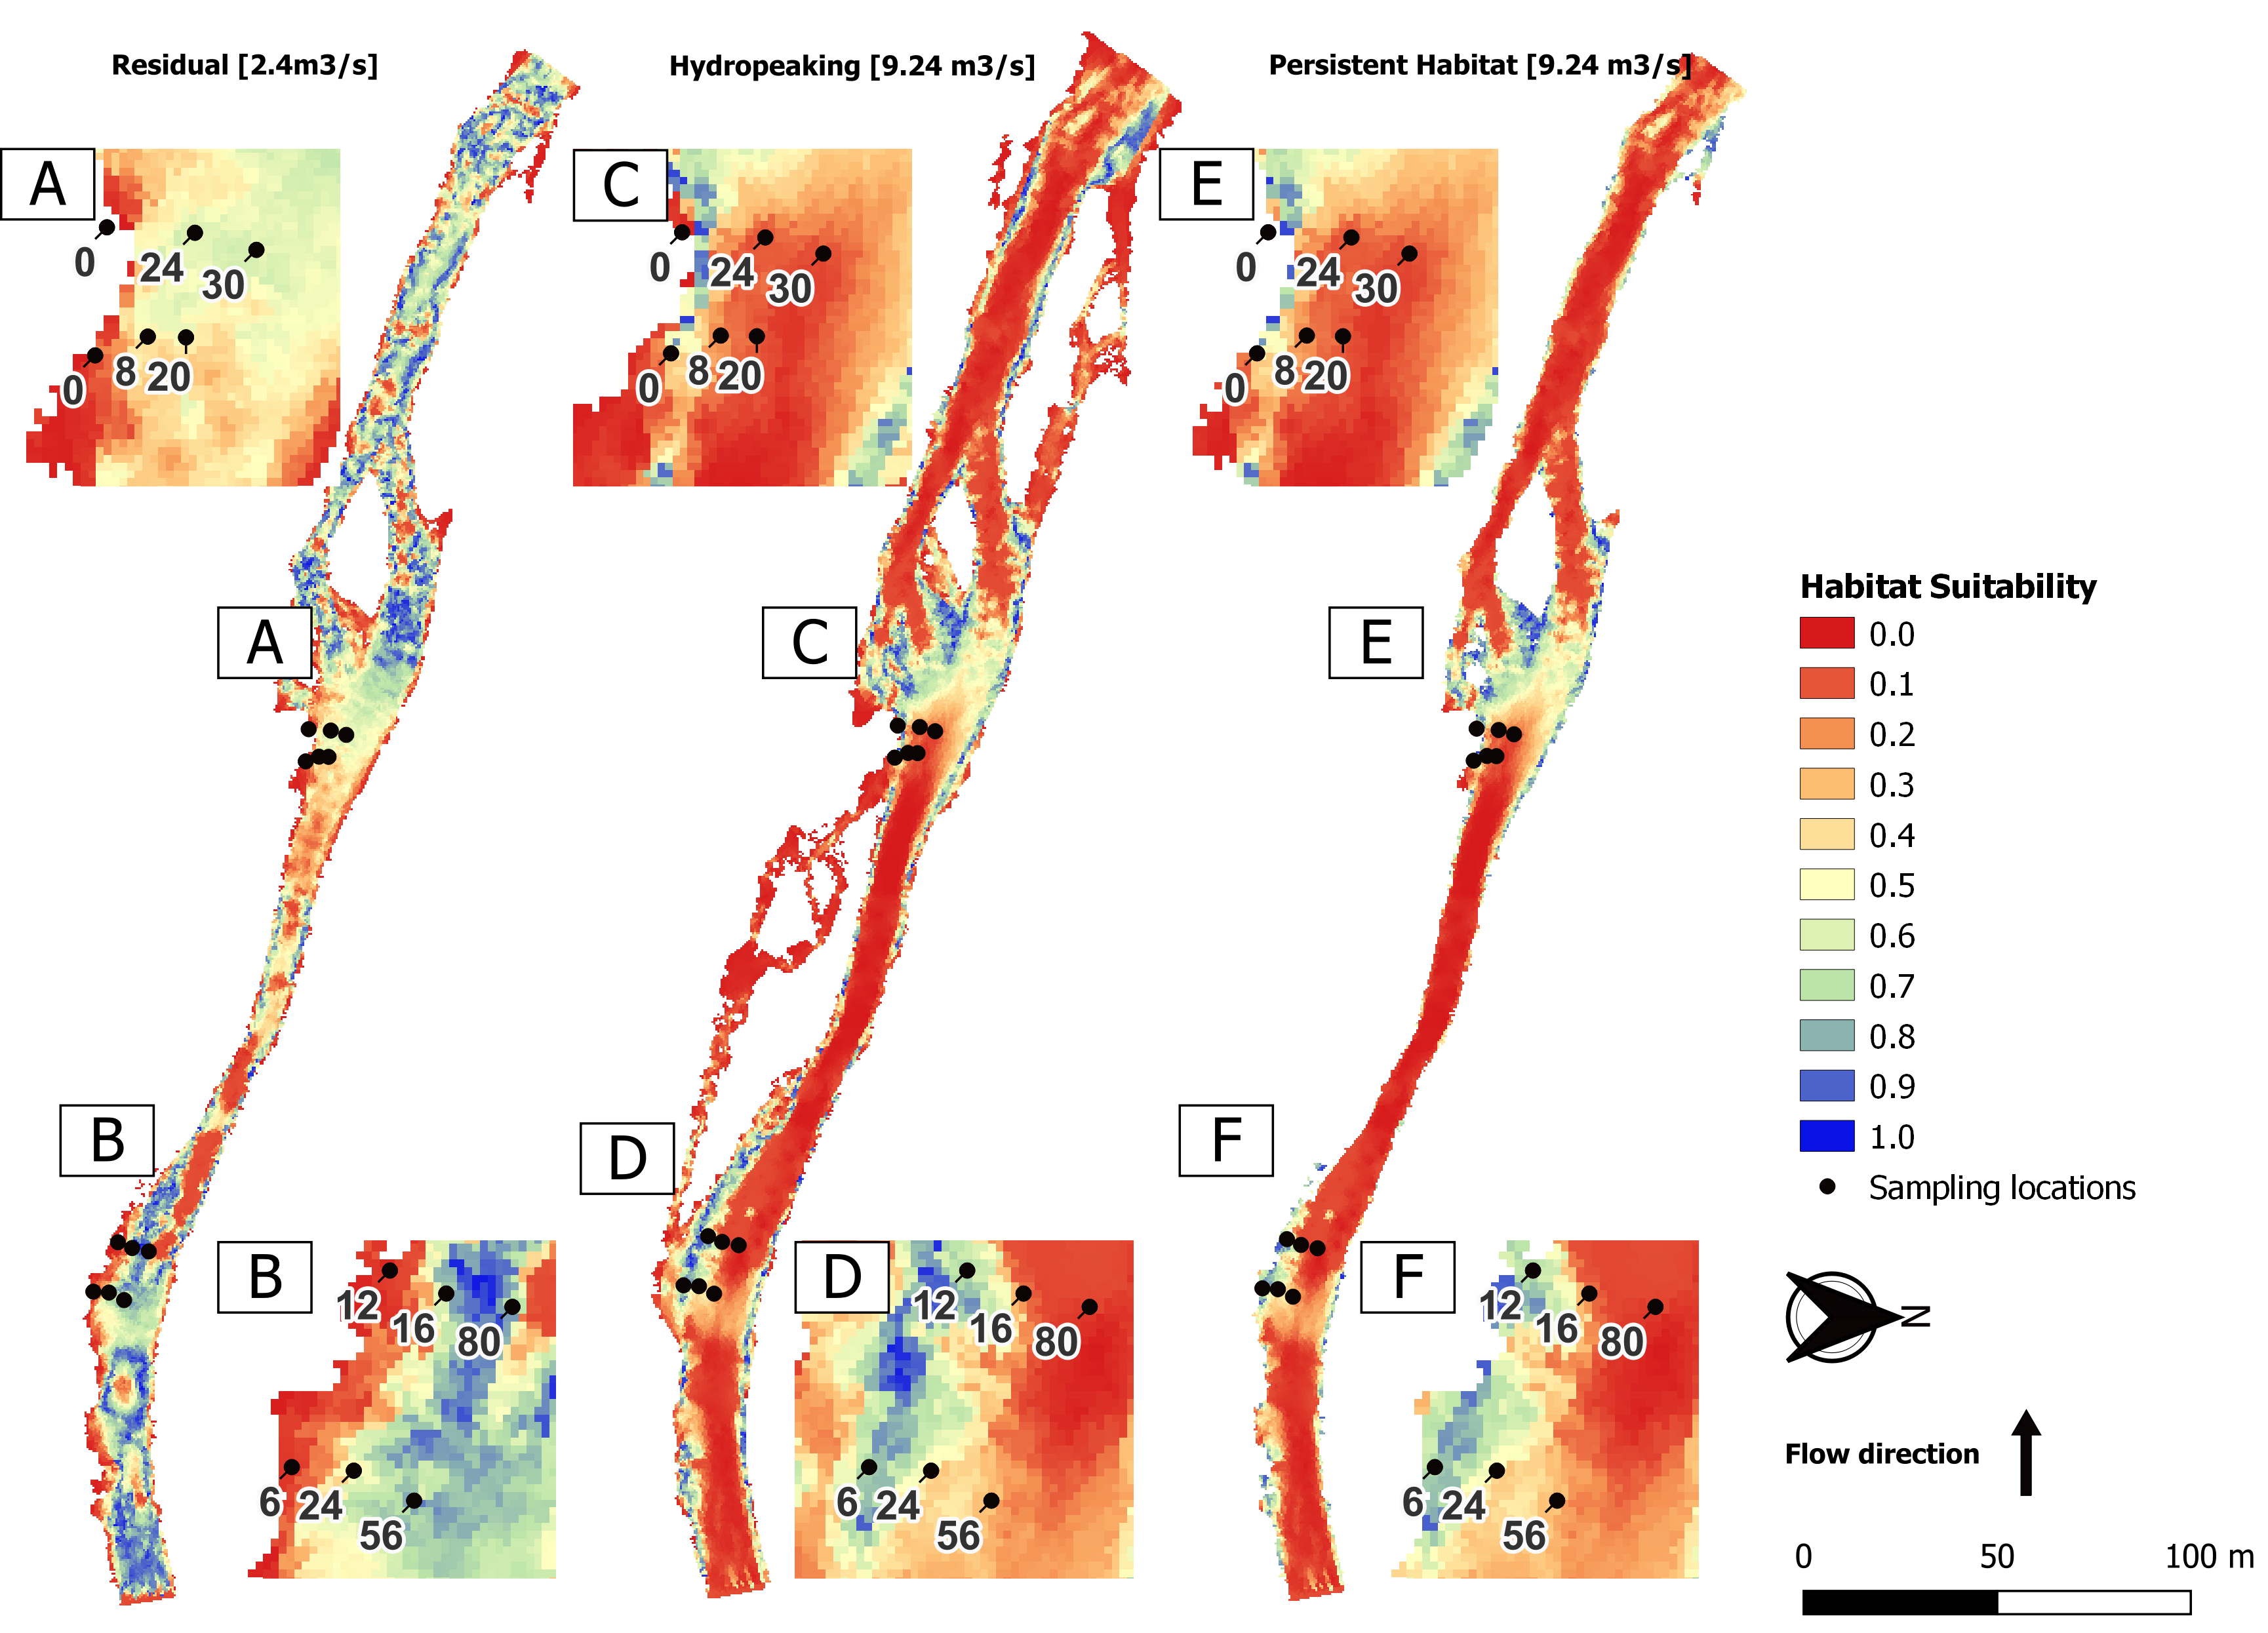 Residual [2.4m3/s]
Hydropeaking [9.24 m3/s]
Persistent Habitat [9.24 m3/s]
A
0
24
30
0
8
20
C
0
24
30
0
8
20
E
0
24
30
0
8
20
A
C
E
B
D
F
B
12
16
80
6
24
56
D
12
16
80
6
24
56
F
12
16
80
6
24
56
Habitat Suitability
0.0
0.1
0.2
0.3
0.4
0.5
0.6
0.7
0.8
0.9
1.0
Sampling locations
N
Flow direction
0 50 100 m